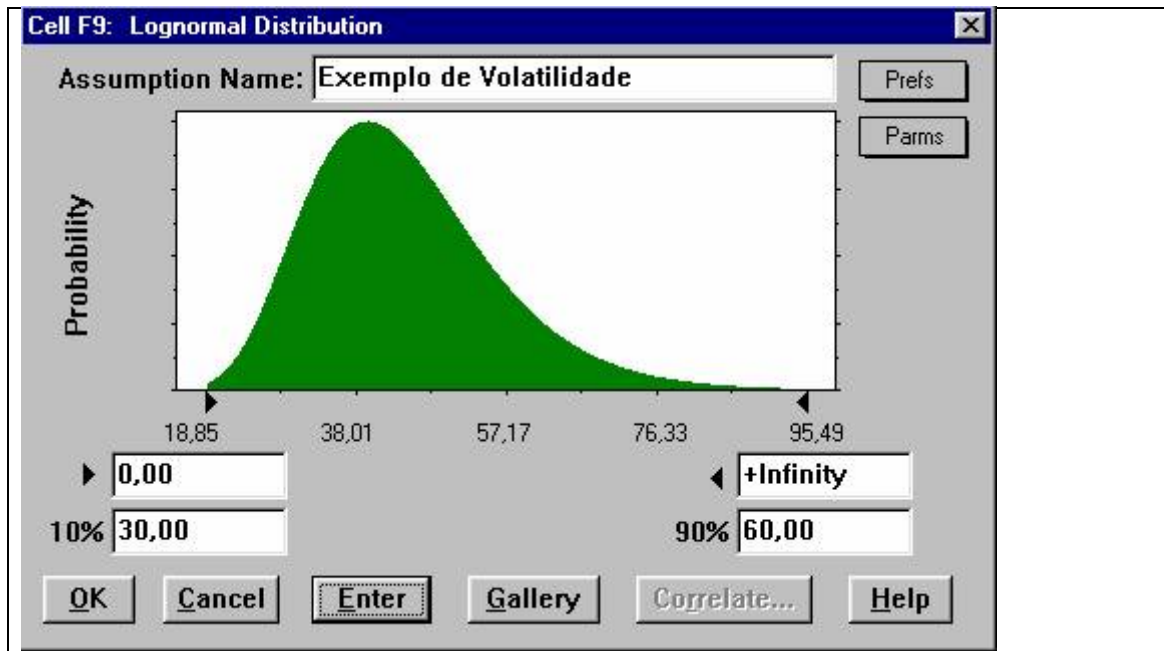 Cell F9: Lognormal Distribution
Assumption Name: Exemplo de Volatilidade
Prefs
Parms
Probability
18,85 38,01 57,17 76,33 95,49
0,00 +Infinity
10% 30,00 90% 60,00
OK Cancel Enter Gallery Correlate... Help